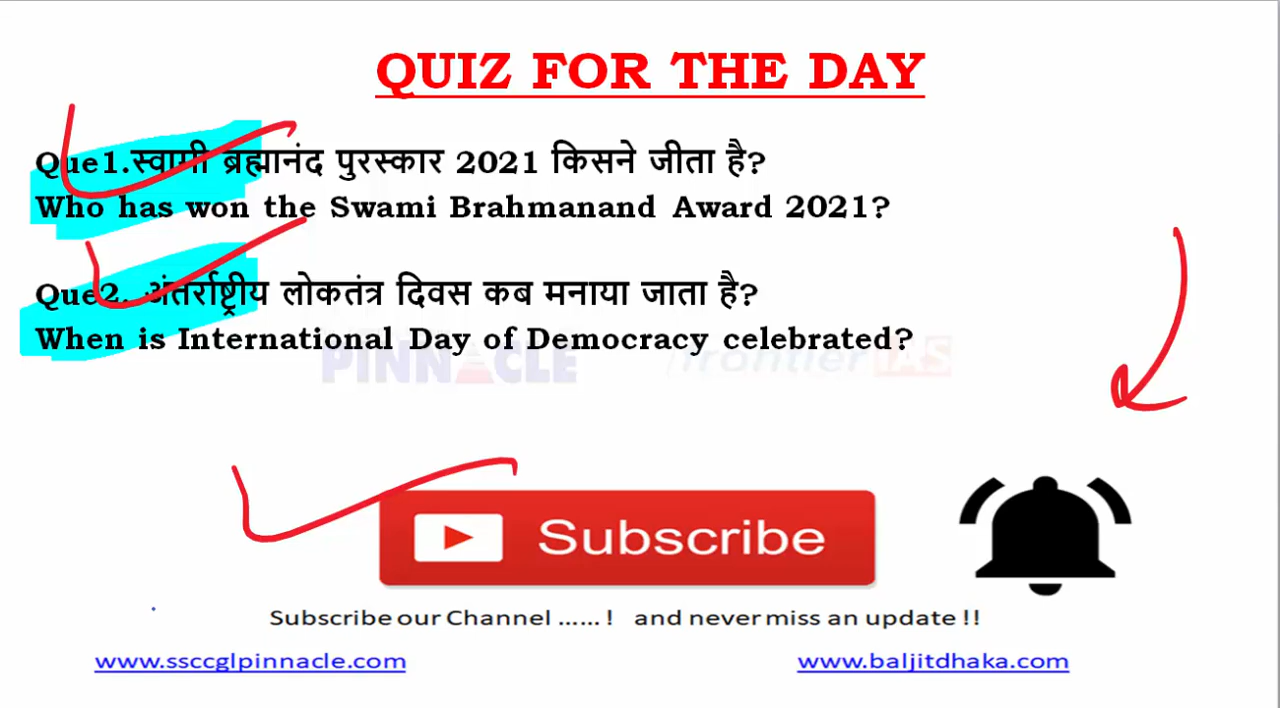 QUIZ FOR THE DAY
Que1.स्वामी ब्रह्मानंद पुरस्कार 2021 किसने जीता है?
Who has won the Swami Brahmanand Award 2021?
Que2. अंतर्राष्ट्रीय लोकतंत्र दिवस कब मनाया जाता है?
When is International Day of Democracy celebrated?
PINNACLE frontier IAS
Subscribe
Subscribe our Channel ...... ! and never miss an update !!
www.ssccglpinnacle.com www.baljitdhaka.com